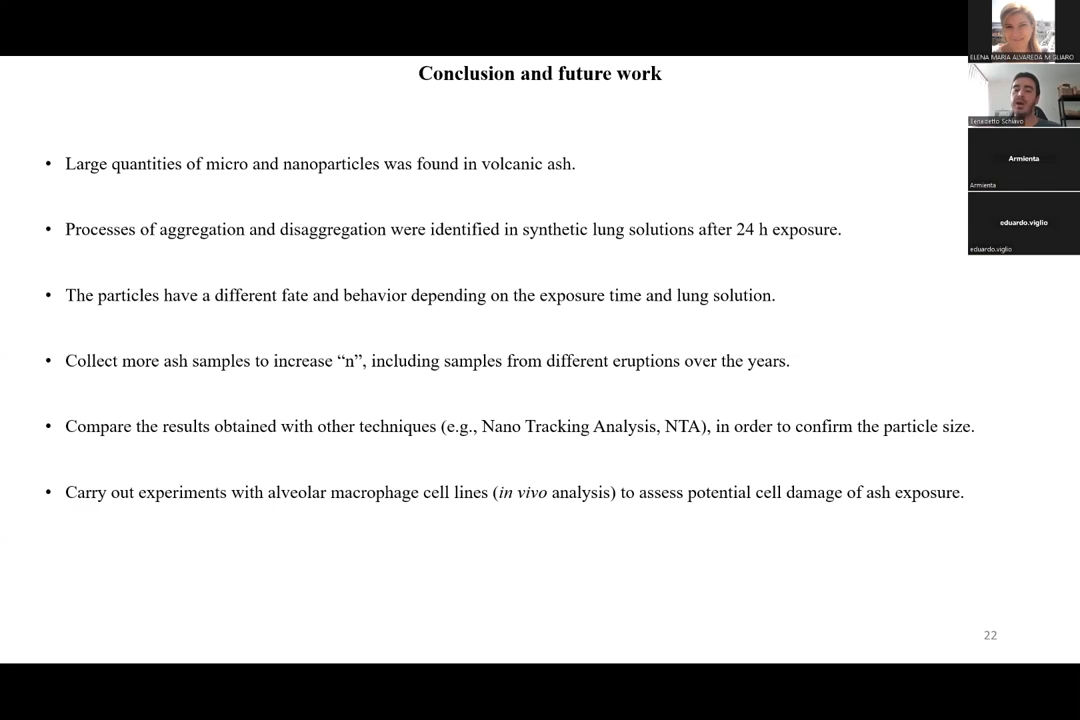 Conclusion and future work
• Large quantities of micro and nanoparticles was found in volcanic ash.
• Processes of aggregation and disaggregation were identified in synthetic lung solutions after 24 h exposure.
• The particles have a different fate and behavior depending on the exposure time and lung solution.
• Collect more ash samples to increase “n”, including samples from different eruptions over the years.
• Compare the results obtained with other techniques (e.g., Nano Tracking Analysis, NTA), in order to confirm the particle size.
• Carry out experiments with alveolar macrophage cell lines (in vivo analysis) to assess potential cell damage of ash exposure.
22
ELENA MARIA ALVAREDA M GLIARO
Schiavo
Armienta
Armienta
eduardo.viglio
eduardo.viglio